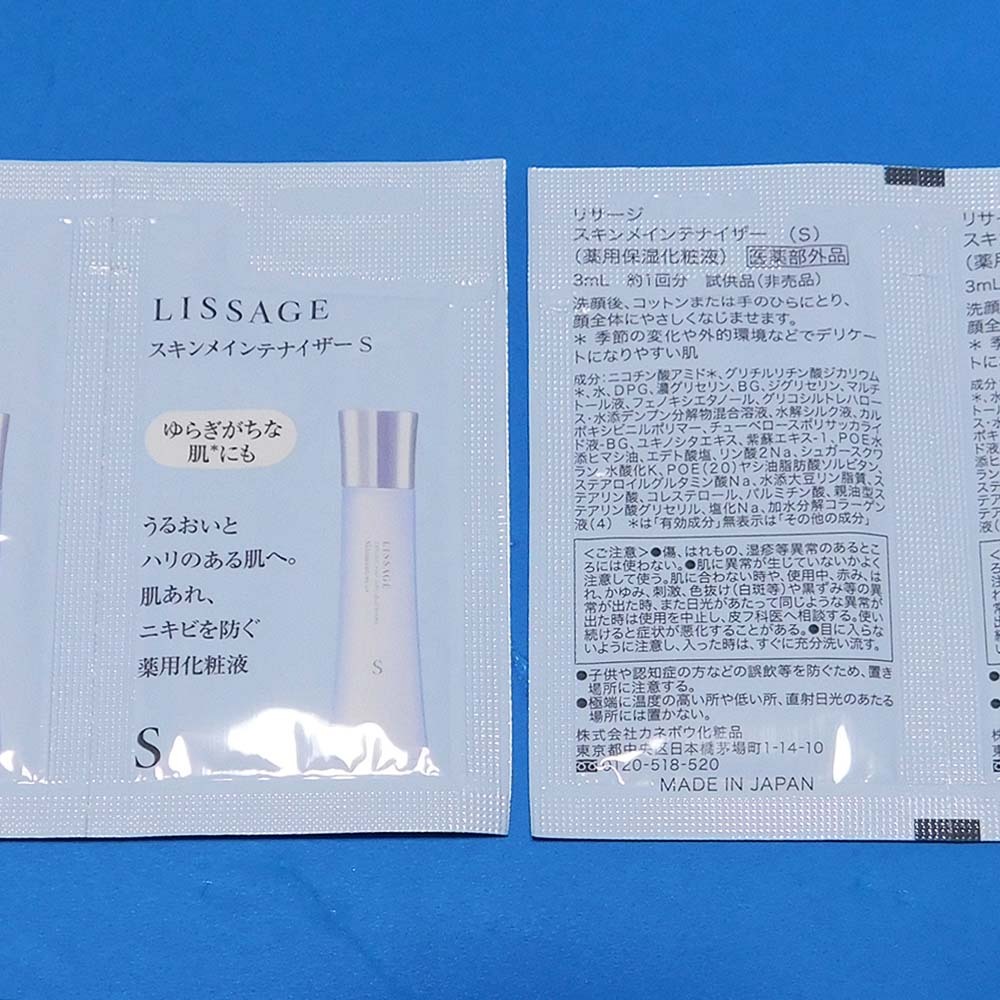 LISSAGE
スキンメインテナイザー S
ゆらぎがちな
肌*にも
うるおいと
ハリのある肌へ。
肌あれ、
ニキビを防ぐ
薬用化粧液
S
LISSAGE
S
リサージ
スキンメインテナイザー (S)
(薬用保湿化粧液) 医薬部外品
3mL 約1回分 試供品(非売品)
洗顔後、コットンまたは手のひらにとり、
顔全体にやさしくなじませます。
* 季節の変化や外的環境などでデリケー
トになりやすい肌
成分:ニコチン酸アミド*、グリチルリチン酸ジカリウム
*、水、DPG、濃グリセリン、BG、ジグリセリン、マルチ
トール液、フェノキシエタノール、グリコシルトレハロー
ス・水添デンプン分解物混合溶液、水解シルク液、カル
ボキシビニルポリマー、チューベローズポリサッカライ
ド液-BG、ユキノシタエキス、紫蘇エキス-1、POE水
添ヒマシ油、エデト酸塩、リン酸2Na、シュガースクワ
ラン、水酸化K、POE(20)ヤシ油脂肪酸ソルビタン、
ステアロイルグルタミン酸Na、水添大豆リン脂質、ス
テアリン酸、コレステロール、パルミチン酸、親油型ス
テアリン酸グリセリル、塩化Na、加水分解コラーゲン
液(4) *は「有効成分」無表示は「その他の成分」
<ご注意>●傷、はれもの、湿疹等異常のあるとこ
ろには使わない。●肌に異常が生じていないかよく
注意して使う。肌に合わない時や、使用中、赤み、は
れ、かゆみ、刺激、色抜け(白斑等)や黒ずみ等の異
常が出た時、また日光があたって同じような異常が
出た時は使用を中止し、皮フ科医へ相談する。使い
続けると症状が悪化することがある。●目に入らな
いように注意し、入った時は、すぐに充分洗い流す。
●子供や認知症の方などの誤飲等を防ぐため、置き
場所に注意する。
●極端に温度の高い所や低い所、直射日光のあたる
場所には置かない。
株式会社カネボウ化粧品
東京都中央区日本橋茅場町1-14-10
0120-518-520
MADE IN JAPAN
リサ
スキ
(薬用
3mL
洗顔
顔全
* 季
トに